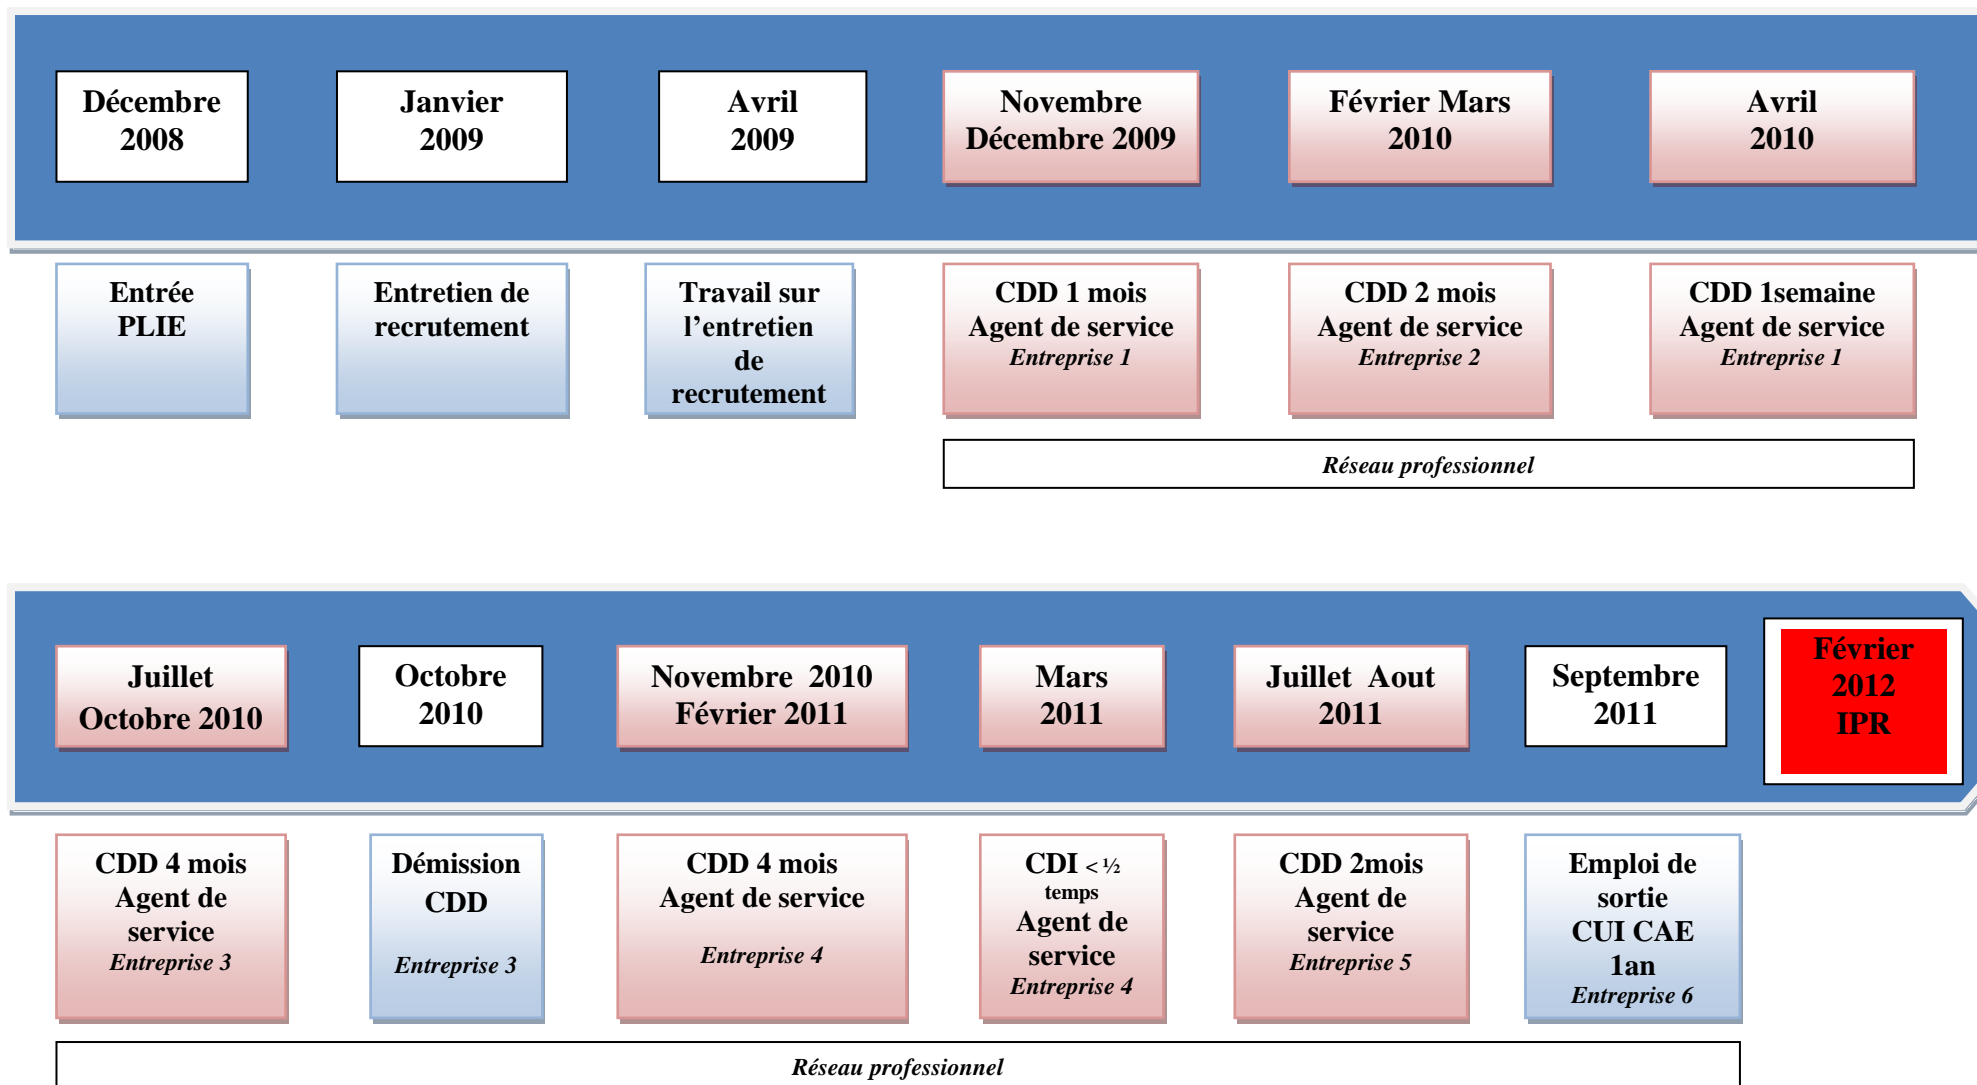 Décembre
2008
Janvier
2009
Avril
2009
Novembre
Décembre 2009
Février Mars
2010
Avril
2010
Entrée
PLIE
Entretien de
recrutement
Travail sur
l’entretien
de
recrutement
CDD 1 mois
Agent de service
Entreprise 1
CDD 2 mois
Agent de service
Entreprise 2
CDD 1semaine
Agent de service
Entreprise 1
Réseau professionnel
Juillet
Octobre 2010
Octobre
2010
Novembre 2010
Février 2011
Mars
2011
Juillet Aout
2011
Septembre
2011
Février
2012
IPR
CDD 4 mois
Agent de
service
Entreprise 3
Démission
CDD
Entreprise 3
CDD 4 mois
Agent de service
Entreprise 4
CDI < ½
temps
Agent de
service
Entreprise 4
CDD 2mois
Agent de
service
Entreprise 5
Emploi de
sortie
CUI CAE
1an
Entreprise 6
Réseau professionnel